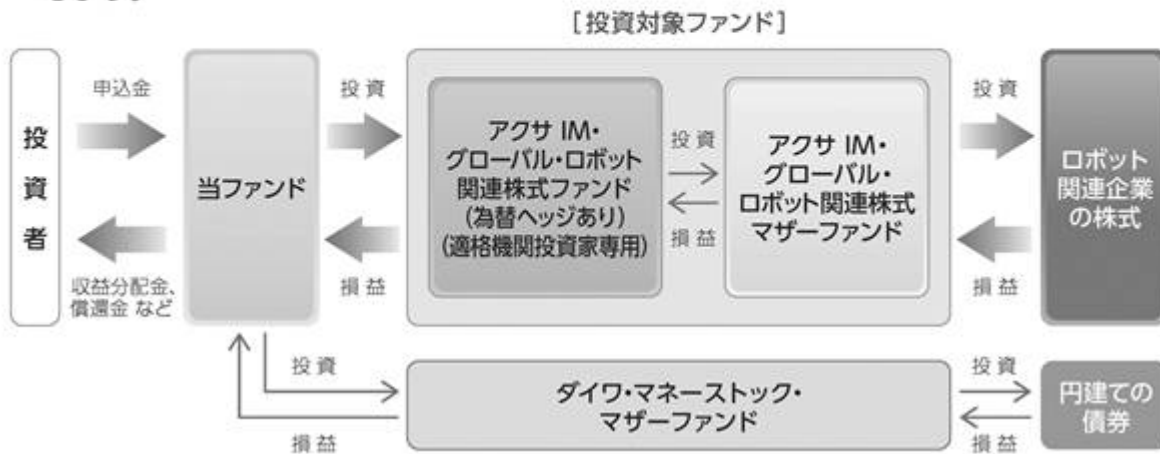 [投資対象ファンド]
投資者
申込金
収益分配金、
償還金 など
当ファンド
投資
損益
アクサ IM・
グローバル・ロボット
関連株式ファンド
(為替ヘッジあり)
(適格機関投資家専用)
投資
損益
アクサ IM・
グローバル・
ロボット関連株式
マザーファンド
投資
損益
ロボット
関連企業
の株式
投資
損益
ダイワ・マネーストック・
マザーファンド
投資
損益
円建ての
債券